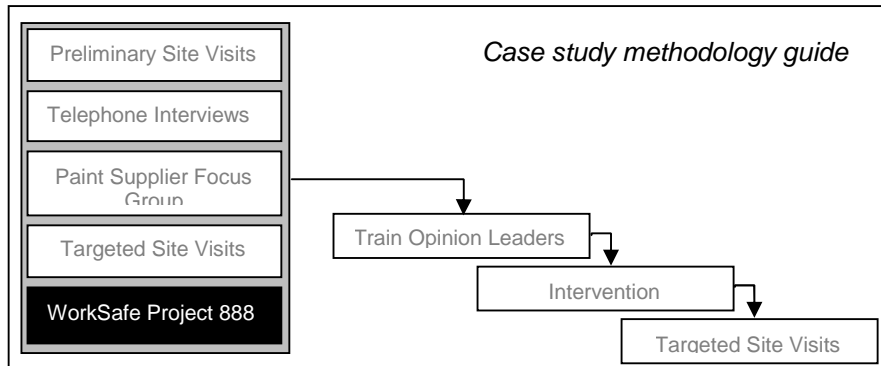 Case study methodology guide
Preliminary Site Visits
Telephone Interviews
Paint Supplier Focus
Group
Targeted Site Visits
WorkSafe Project 888
Train Opinion Leaders
Intervention
Targeted Site Visits